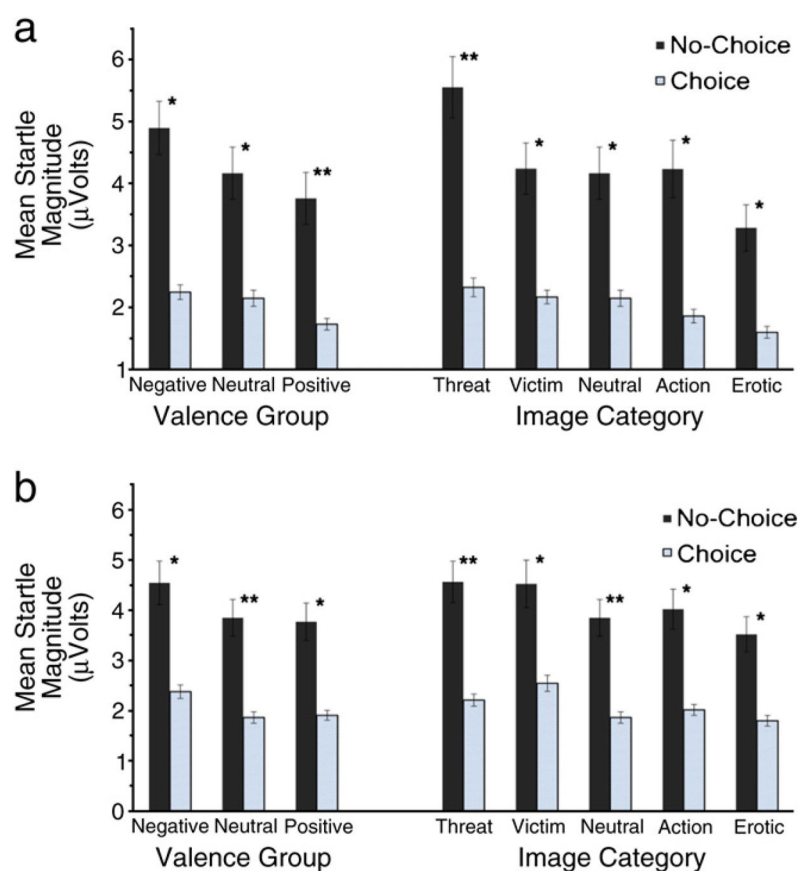 a
Mean Startle
Magnitude
(μVolts)
6
5
4
3
2
1
No-Choice
Choice
** 
* * ** * * * *
Negative Neutral Positive Threat Victim Neutral Action Erotic
Valence Group Image Category
b
Mean Startle
Magnitude
(μVolts)
6
5
4
3
2
1
0
No-Choice
Choice
* ** * ** * ** * *
Negative Neutral Positive Threat Victim Neutral Action Erotic
Valence Group Image Category